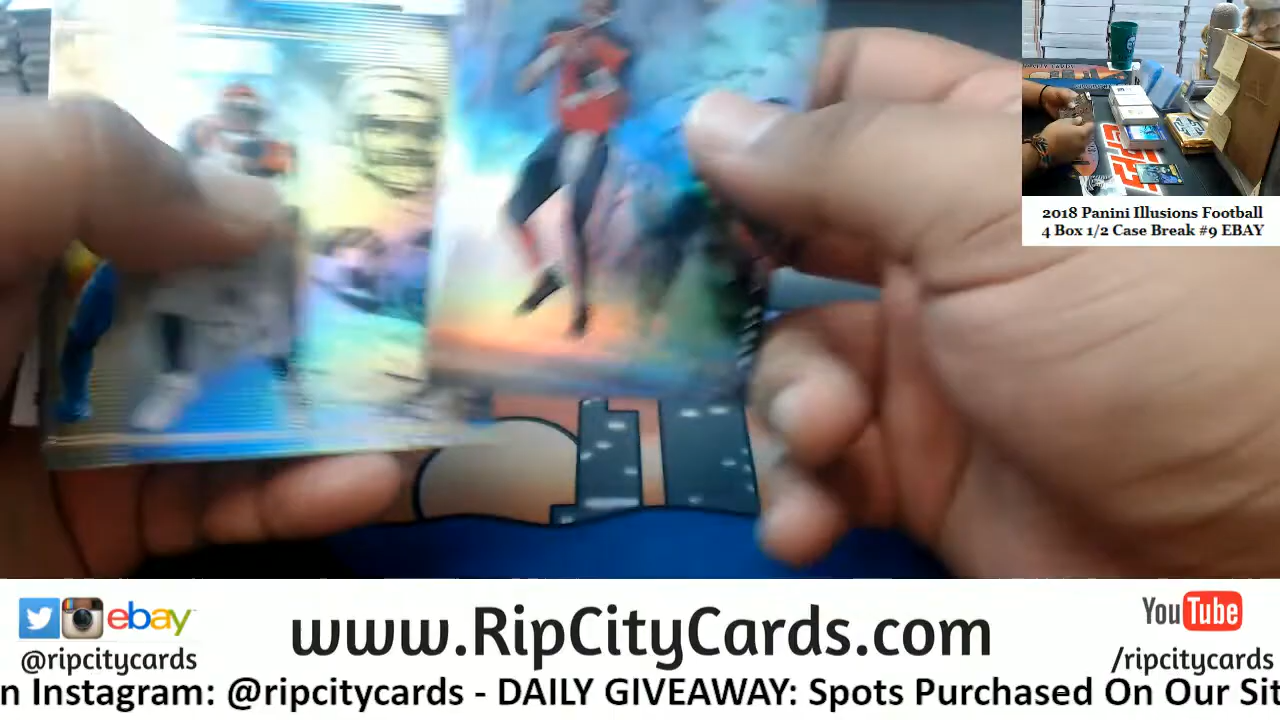 2018 Panini Illusions Football
4 Box 1/2 Case Break #9 EBAY
ebay
@ripcitycards
www.RipCityCards.com
YouTube
/ripcitycards
n Instagram: @ripcitycards - DAILY GIVEAWAY: Spots Purchased On Our Sit